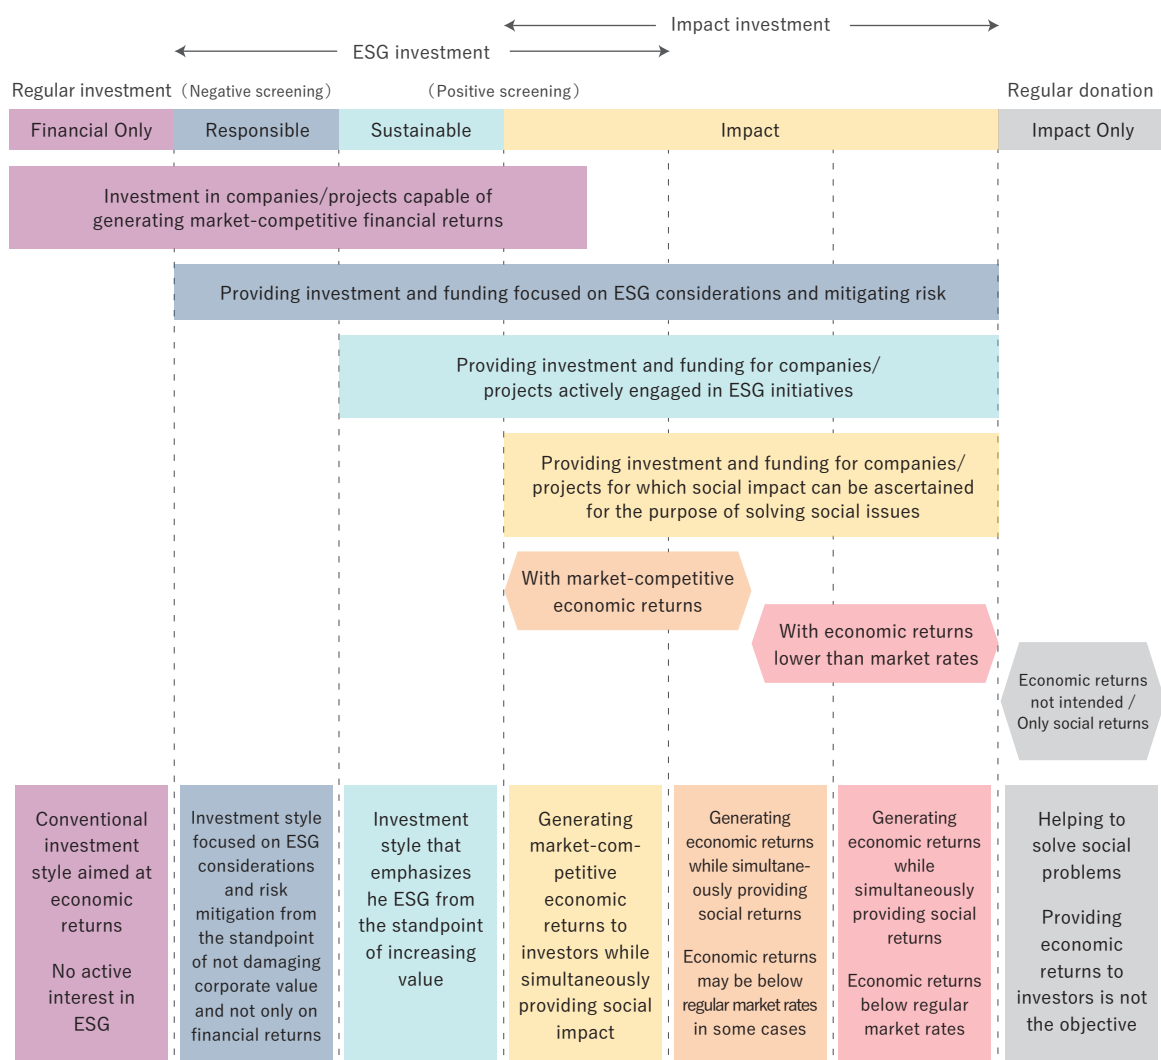 Impact investment
ESG investment
Regular investment
(Negative screening)
(Positive screening)
Regular donation
Financial Only
Responsible
Sustainable
Impact
Impact Only
Investment in companies/projects capable of
generating market-competitive financial returns
Providing investment and funding focused on ESG considerations and mitigating risk
Providing investment and funding for companies/
projects actively engaged in ESG initiatives
Providing investment and funding for companies/
projects for which social impact can be ascertained
for the purpose of solving social issues
With market-competitive
economic returns
With economic returns
lower than market rates
Economic returns
not intended /
Only social returns
Conventional
investment
style aimed at
economic
returns
No active
interest in
ESG
Investment style
focused on ESG
considerations
and risk
mitigation from
the standpoint
of not damaging
corporate value
and not only on
financial returns
Investment
style that
emphasizes
he ESG from
the standpoint
of increasing
value
Generating
market-com-
petitive
economic
returns to
investors while
simultaneously
providing social
impact
Generating
economic returns
while simultane-
ously providing
social returns
Economic returns
may be below
regular market rates
in some cases
Generating
economic returns
while
simultaneously
providing social
returns
Economic returns
below regular
market rates
Helping to
solve social
problems
Providing
economic
returns to
investors is not
the objective